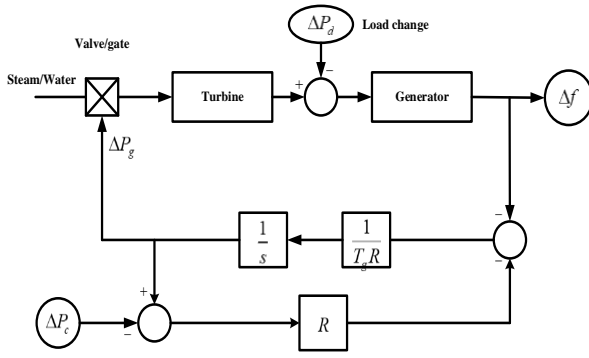 ΔP_d
Load change
Valve/gate
Steam/Water
+
−
Turbine
Generator
Δf
ΔP_g
−
1/s
1/(T_g R)
−
+
ΔP_c
−
R